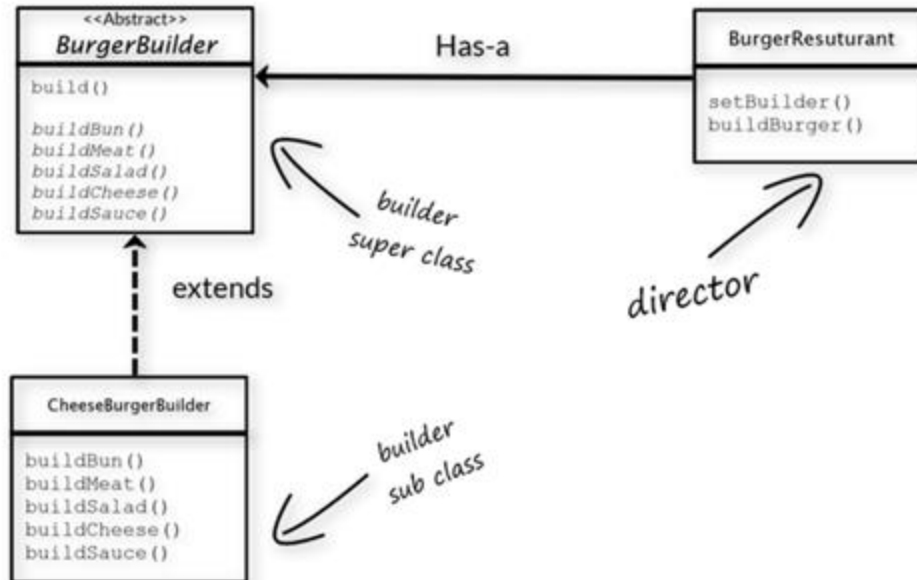 <<Abstract>>
BurgerBuilder
build()
buildBun()
buildMeat()
buildSalad()
buildCheese()
buildSauce()
Has-a
BurgerResuturant
setBuilder()
buildBurger()
builder
super class
director
extends
CheeseBurgerBuilder
buildBun()
buildMeat()
buildSalad()
buildCheese()
buildSauce()
builder
sub class